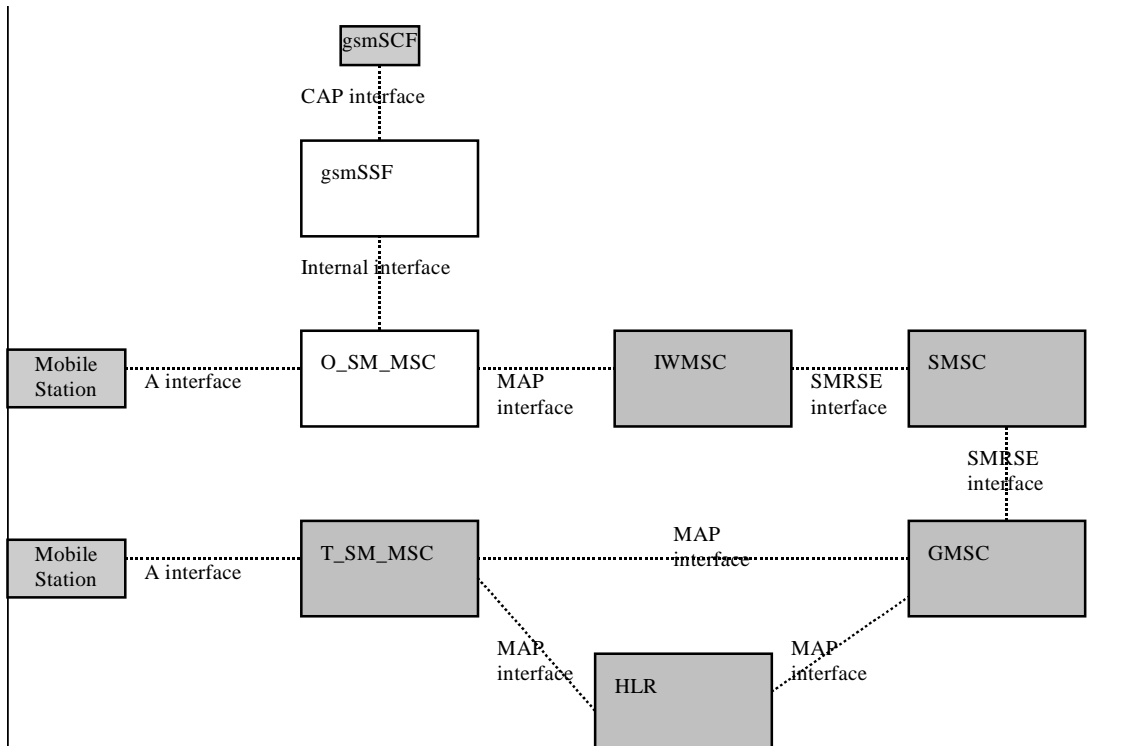 gsmSCF
CAP interface
gsmSSF
Internal interface
Mobile
Station
A interface
O_SM_MSC
MAP
interface
IWMSC
SMRSE
interface
SMSC
SMRSE
interface
Mobile
Station
A interface
T_SM_MSC
MAP
interface
GMSC
MAP
interface
HLR
MAP
interface